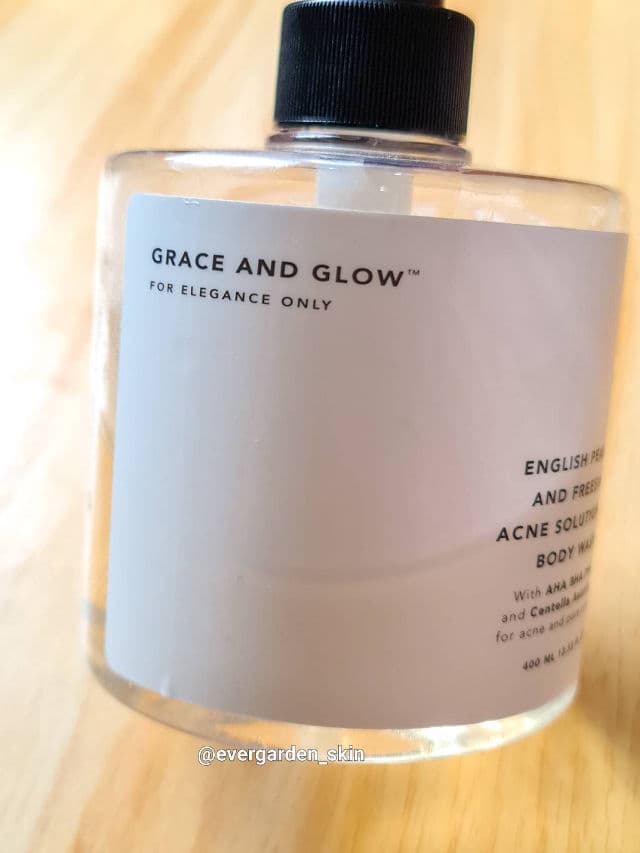 GRACE AND GLOW™
FOR ELEGANCE ONLY
ENGLISH
AND
ACNE
BODY
With AHA BHA
and Centella
for acne and
400 ML
@evergarden_skin